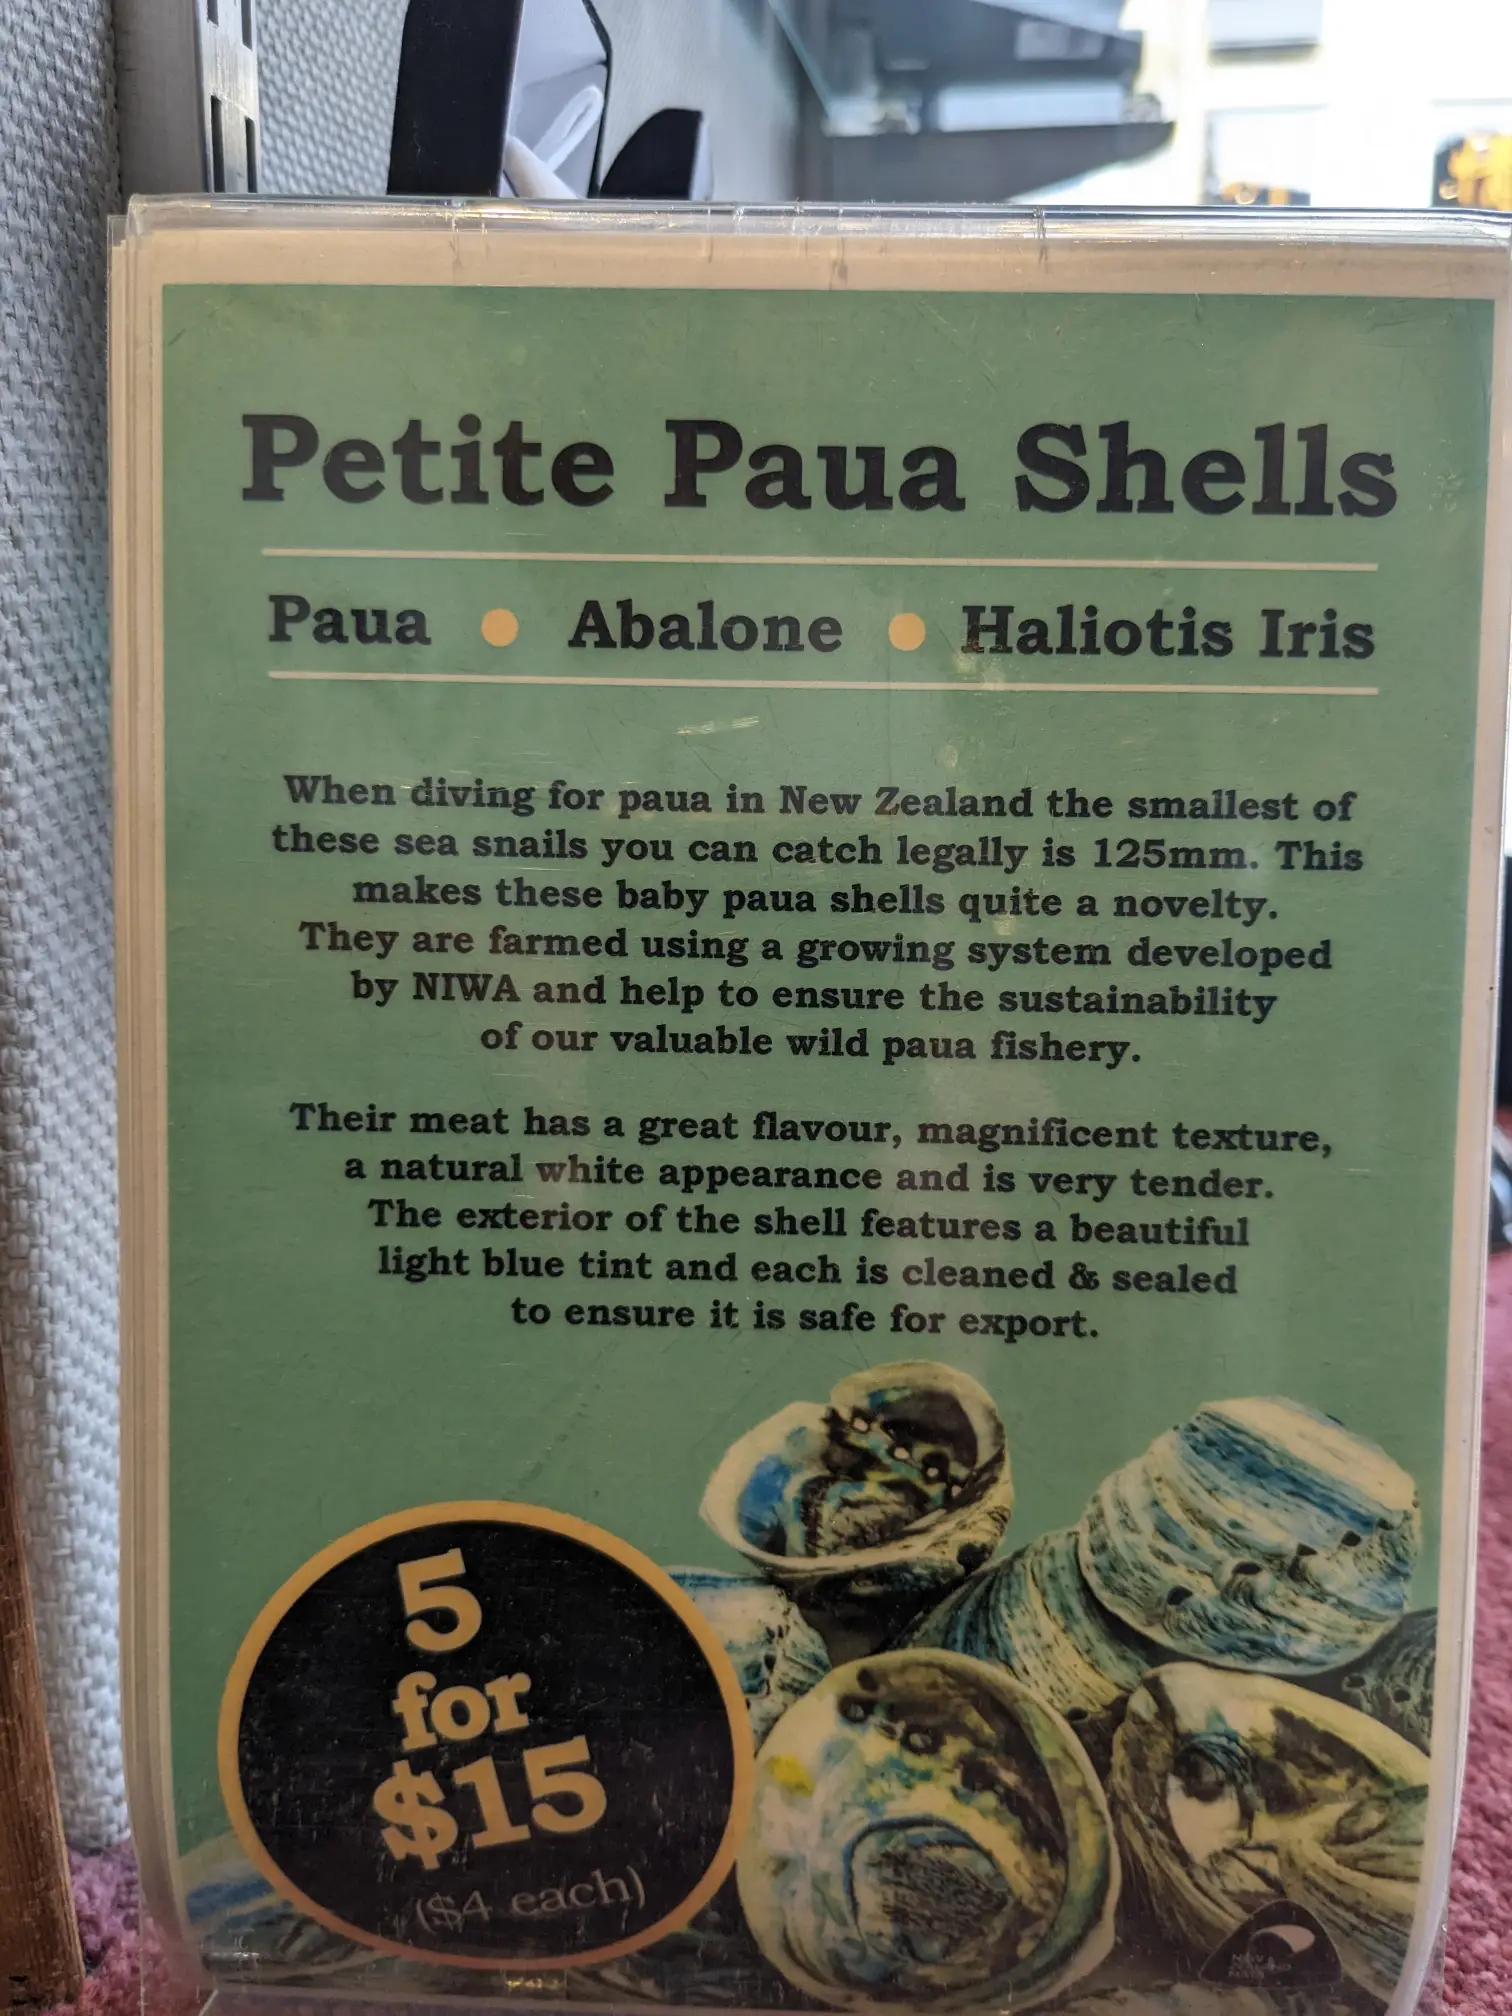 Petite Paua Shells
Paua • Abalone • Haliotis Iris
When diving for paua in New Zealand the smallest of
these sea snails you can catch legally is 125mm. This
makes these baby paua shells quite a novelty.
They are farmed using a growing system developed
by NIWA and help to ensure the sustainability
of our valuable wild paua fishery.
Their meat has a great flavour, magnificent texture,
a natural white appearance and is very tender.
The exterior of the shell features a beautiful
light blue tint and each is cleaned & sealed
to ensure it is safe for export.
5
for
$15
($4 each)